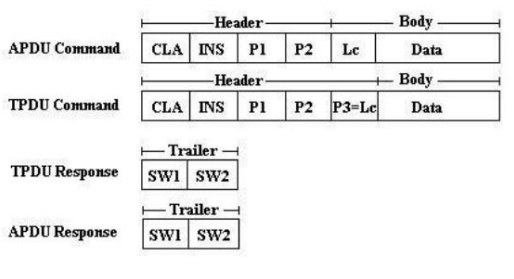 Header Body
APDU Command CLA INS P1 P2 Lc Data
Header Body
TPDU Command CLA INS P1 P2 P3=Lc Data
Trailer
TPDU Response SW1 SW2
Trailer
APDU Response SW1 SW2